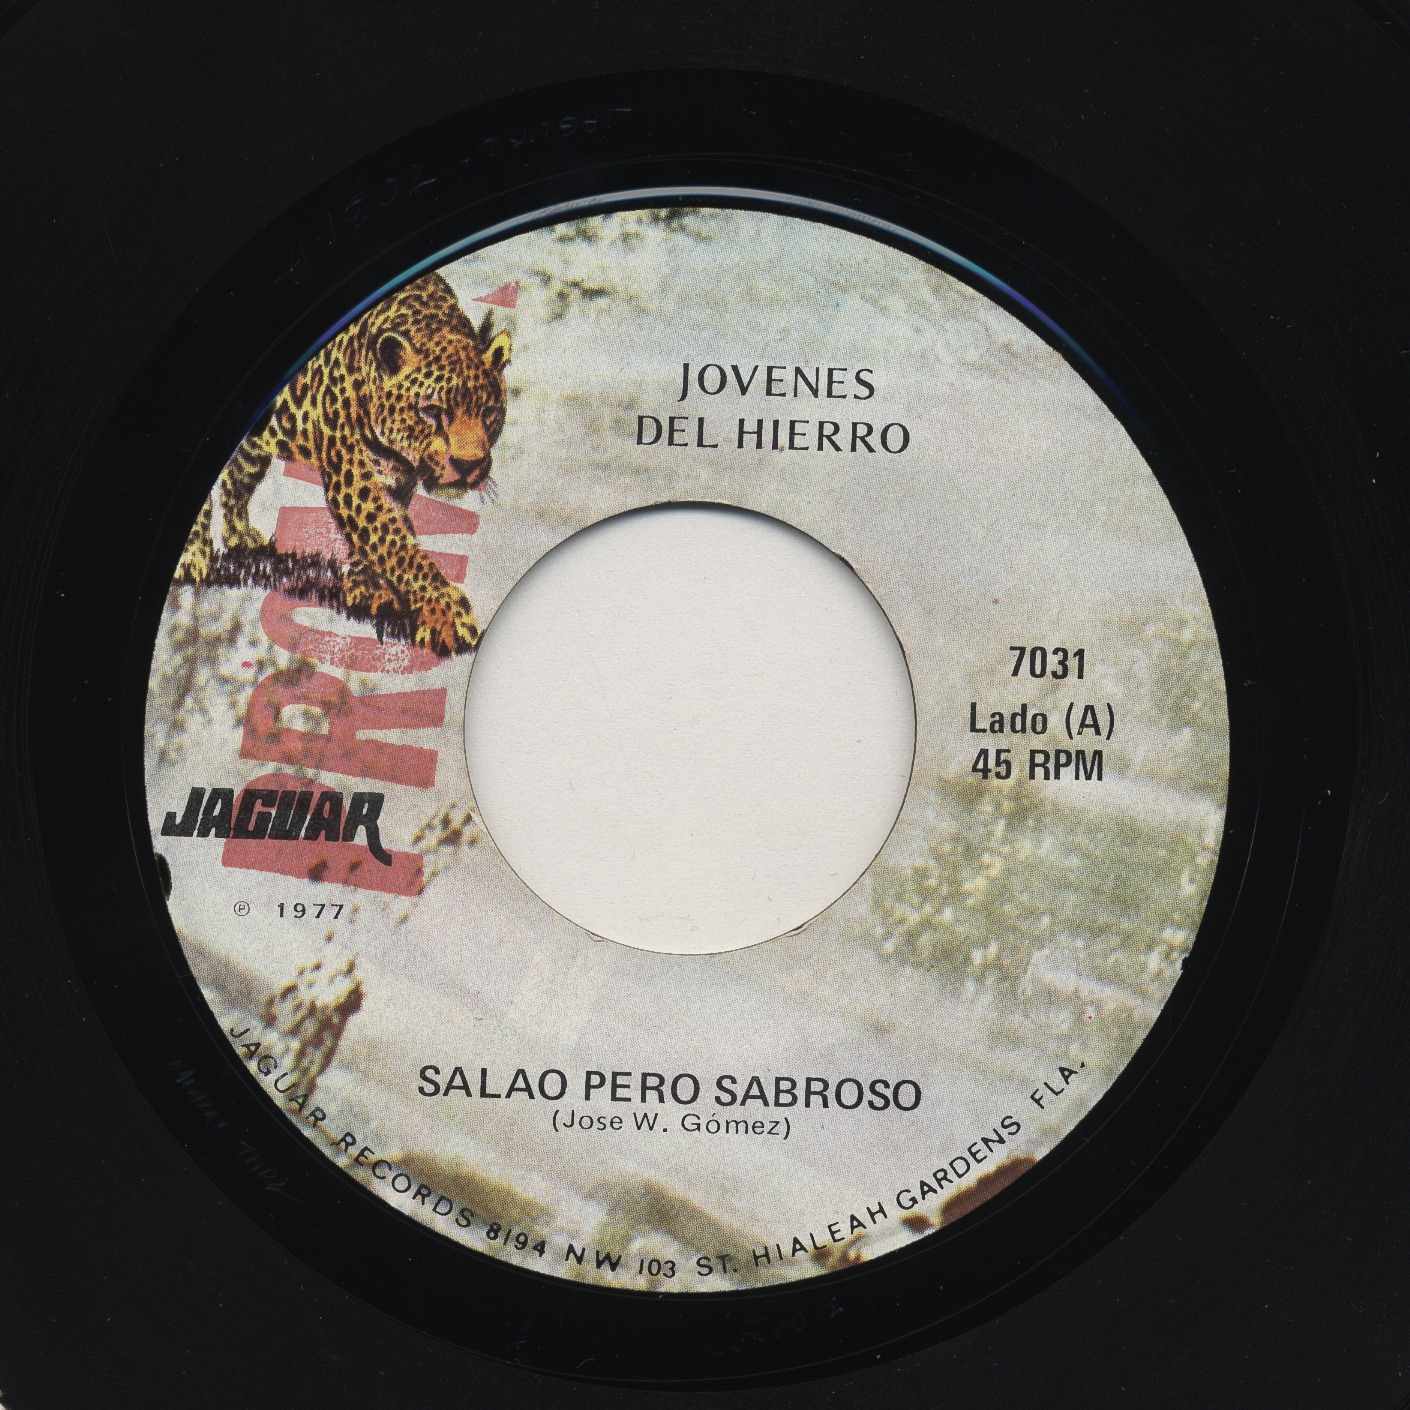 JOVENES
DEL HIERRO
7031
Lado (A)
45 RPM
PROM
JAGUAR
℗ 1977
SALAO PERO SABROSO
(Jose W. Gómez)
JAGUAR RECORDS 8194 NW 103 ST. HIALEAH GARDENS FLA.